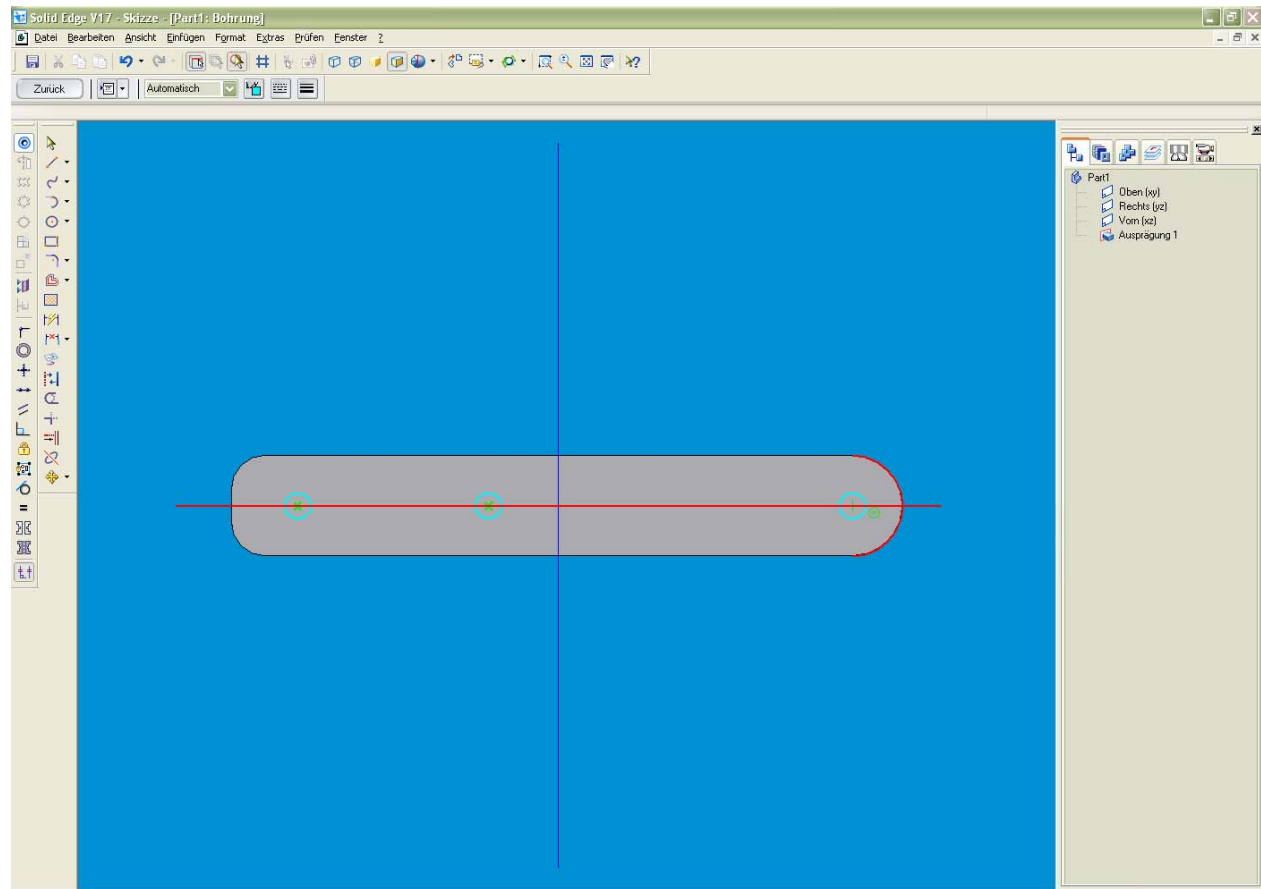 Solid Edge V17 - Skizze - [Part1: Bohrung]
Datei Bearbeiten Ansicht Einfügen Format Extras Prüfen Fenster ?
Zurück Automatisch
Part1
Oben (xy)
Rechts (yz)
Vorn (xz)
Ausprägung 1